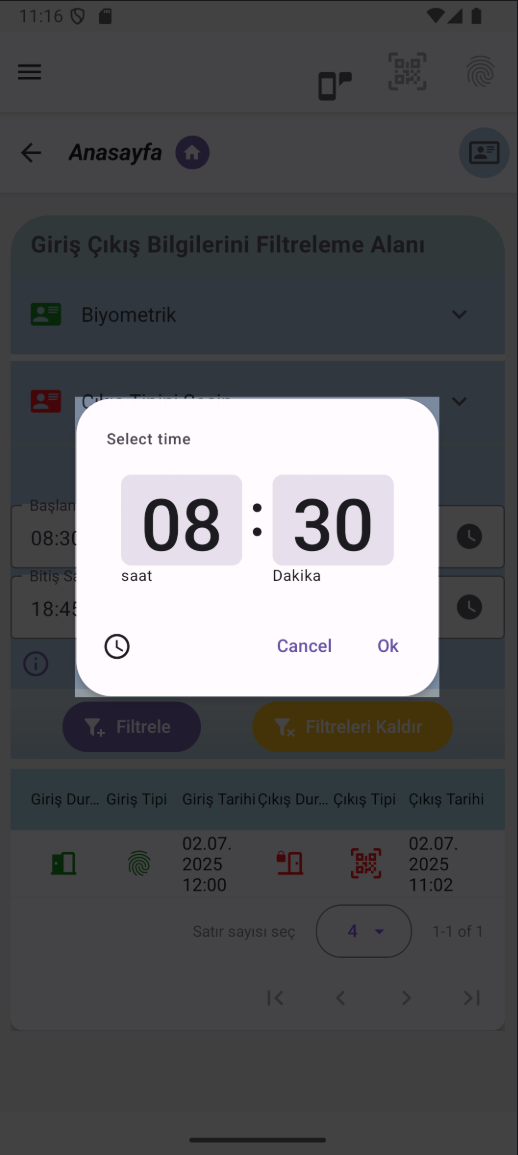 11:16
Anasayfa
Giriş Çıkış Bilgilerini Filtreleme Alanı
Biyometrik
Çıkış Tipini Seçin
Select time
08 : 30
saat Dakika
Cancel Ok
Başlan
08:30
Bitiş Sa
18:45
Filtrele Filtreleri Kaldır
Giriş Dur... Giriş Tipi Giriş Tarihi Çıkış Dur... Çıkış Tipi Çıkış Tarihi
02.07. 02.07.
2025 2025
12:00 11:02
Satır sayısı seç 4 1-1 of 1